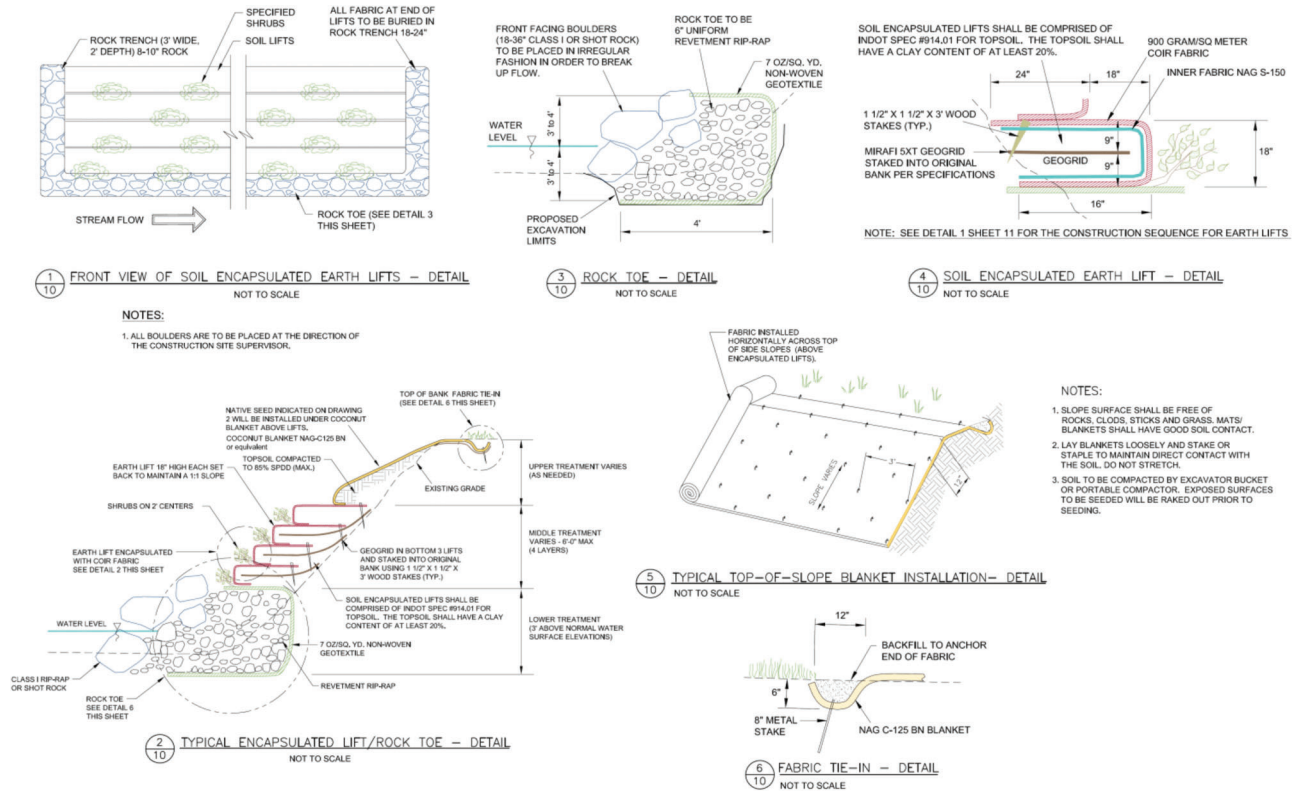 SPECIFIED
SHRUBS
ROCK TRENCH (3' WIDE,
2' DEPTH) 8-10" ROCK
SOIL LIFTS
ALL FABRIC AT END OF
LIFTS TO BE BURIED IN
ROCK TRENCH 18-24"
STREAM FLOW
ROCK TOE (SEE DETAIL 3
THIS SHEET)
1
10
FRONT VIEW OF SOIL ENCAPSULATED EARTH LIFTS - DETAIL
NOT TO SCALE
FRONT FACING BOULDERS
(18-36" CLASS I OR SHOT ROCK)
TO BE PLACED IN IRREGULAR
FASHION IN ORDER TO BREAK
UP FLOW.
ROCK TOE TO BE
6" UNIFORM
REVETMENT RIP-RAP
7 OZ/SQ. YD.
NON-WOVEN
GEOTEXTILE
WATER
LEVEL
3' to 4'
3' to 4'
PROPOSED
EXCAVATION
LIMITS
4'
3
10
ROCK TOE - DETAIL
NOT TO SCALE
SOIL ENCAPSULATED LIFTS SHALL BE COMPRISED OF
INDOT SPEC #914.01 FOR TOPSOIL. THE TOPSOIL SHALL
HAVE A CLAY CONTENT OF AT LEAST 20%.
900 GRAM/SQ METER
COIR FABRIC
24"
18"
INNER FABRIC NAG S-150
1 1/2" X 1 1/2" X 3' WOOD
STAKES (TYP.)
MIRAFI 5XT GEOGRID
STAKED INTO ORIGINAL
BANK PER SPECIFICATIONS
9"
GEOGRID
9"
18"
16"
NOTE: SEE DETAIL 1 SHEET 11 FOR THE CONSTRUCTION SEQUENCE FOR EARTH LIFTS
4
10
SOIL ENCAPSULATED EARTH LIFT - DETAIL
NOT TO SCALE
NOTES:
1. ALL BOULDERS ARE TO BE PLACED AT THE DIRECTION OF
THE CONSTRUCTION SITE SUPERVISOR.
TOP OF BANK FABRIC TIE-IN
(SEE DETAIL 6 THIS SHEET)
NATIVE SEED INDICATED ON DRAWING
2 WILL BE INSTALLED UNDER COCONUT
BLANKET ABOVE LIFTS.
COCONUT BLANKET NAG-C125 BN
or equivalent
TOPSOIL COMPACTED
TO 85% SPDD (MAX.)
EARTH LIFT 18" HIGH EACH SET
BACK TO MAINTAIN A 1:1 SLOPE
EXISTING GRADE
UPPER TREATMENT VARIES
(AS NEEDED)
SHRUBS ON 2' CENTERS
MIDDLE TREATMENT
VARIES - 6'-0" MAX
(4 LAYERS)
EARTH LIFT ENCAPSULATED
WITH COIR FABRIC
SEE DETAIL 2 THIS SHEET
GEOGRID IN BOTTOM 3 LIFTS
AND STAKED INTO ORIGINAL
BANK USING 1 1/2" X 1 1/2" X
3' WOOD STAKES (TYP.)
SOIL ENCAPSULATED LIFTS SHALL BE
COMPRISED OF INDOT SPEC #914.01 FOR
TOPSOIL. THE TOPSOIL SHALL HAVE A CLAY
CONTENT OF AT LEAST 20%.
LOWER TREATMENT
(3' ABOVE NORMAL WATER
SURFACE ELEVATIONS)
WATER LEVEL
7 OZ/SQ. YD. NON-WOVEN
GEOTEXTILE
CLASS I RIP-RAP
OR SHOT ROCK
REVETMENT RIP-RAP
ROCK TOE
SEE DETAIL 6
THIS SHEET
2
10
TYPICAL ENCAPSULATED LIFT/ROCK TOE - DETAIL
NOT TO SCALE
FABRIC INSTALLED
HORIZONTALLY ACROSS TOP
OF SIDE SLOPES (ABOVE
ENCAPSULATED LIFTS).
SLOPE VARIES
3'
12"
5
10
TYPICAL TOP-OF-SLOPE BLANKET INSTALLATION- DETAIL
NOT TO SCALE
NOTES:
1. SLOPE SURFACE SHALL BE FREE OF
ROCKS, CLODS, STICKS AND GRASS. MATS/
BLANKETS SHALL HAVE GOOD SOIL CONTACT.
2. LAY BLANKETS LOOSELY AND STAKE OR
STAPLE TO MAINTAIN DIRECT CONTACT WITH
THE SOIL. DO NOT STRETCH.
3. SOIL TO BE COMPACTED BY EXCAVATOR BUCKET
OR PORTABLE COMPACTOR. EXPOSED SURFACES
TO BE SEEDED WILL BE RAKED OUT PRIOR TO
SEEDING.
12"
BACKFILL TO ANCHOR
END OF FABRIC
6"
8" METAL
STAKE
NAG C-125 BN BLANKET
6
10
FABRIC TIE-IN - DETAIL
NOT TO SCALE